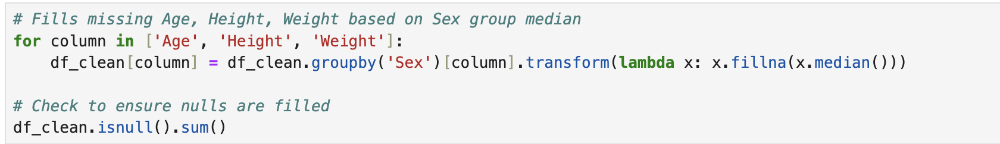 # Fills missing Age, Height, Weight based on Sex group median
for column in ['Age', 'Height', 'Weight']:
    df_clean[column] = df_clean.groupby('Sex')[column].transform(lambda x: x.fillna(x.median()))

# Check to ensure nulls are filled
df_clean.isnull().sum()